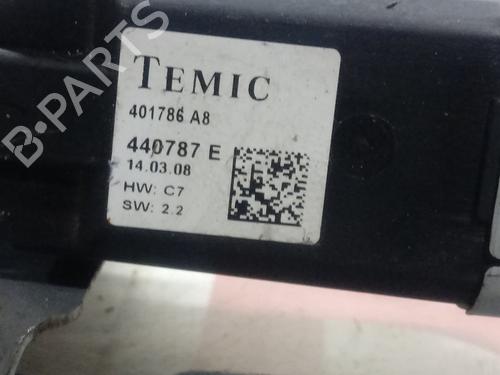 B-PARTS
TEMIC
401786 A8
440787 E
14.03.08
HW: C7
SW: 2.2